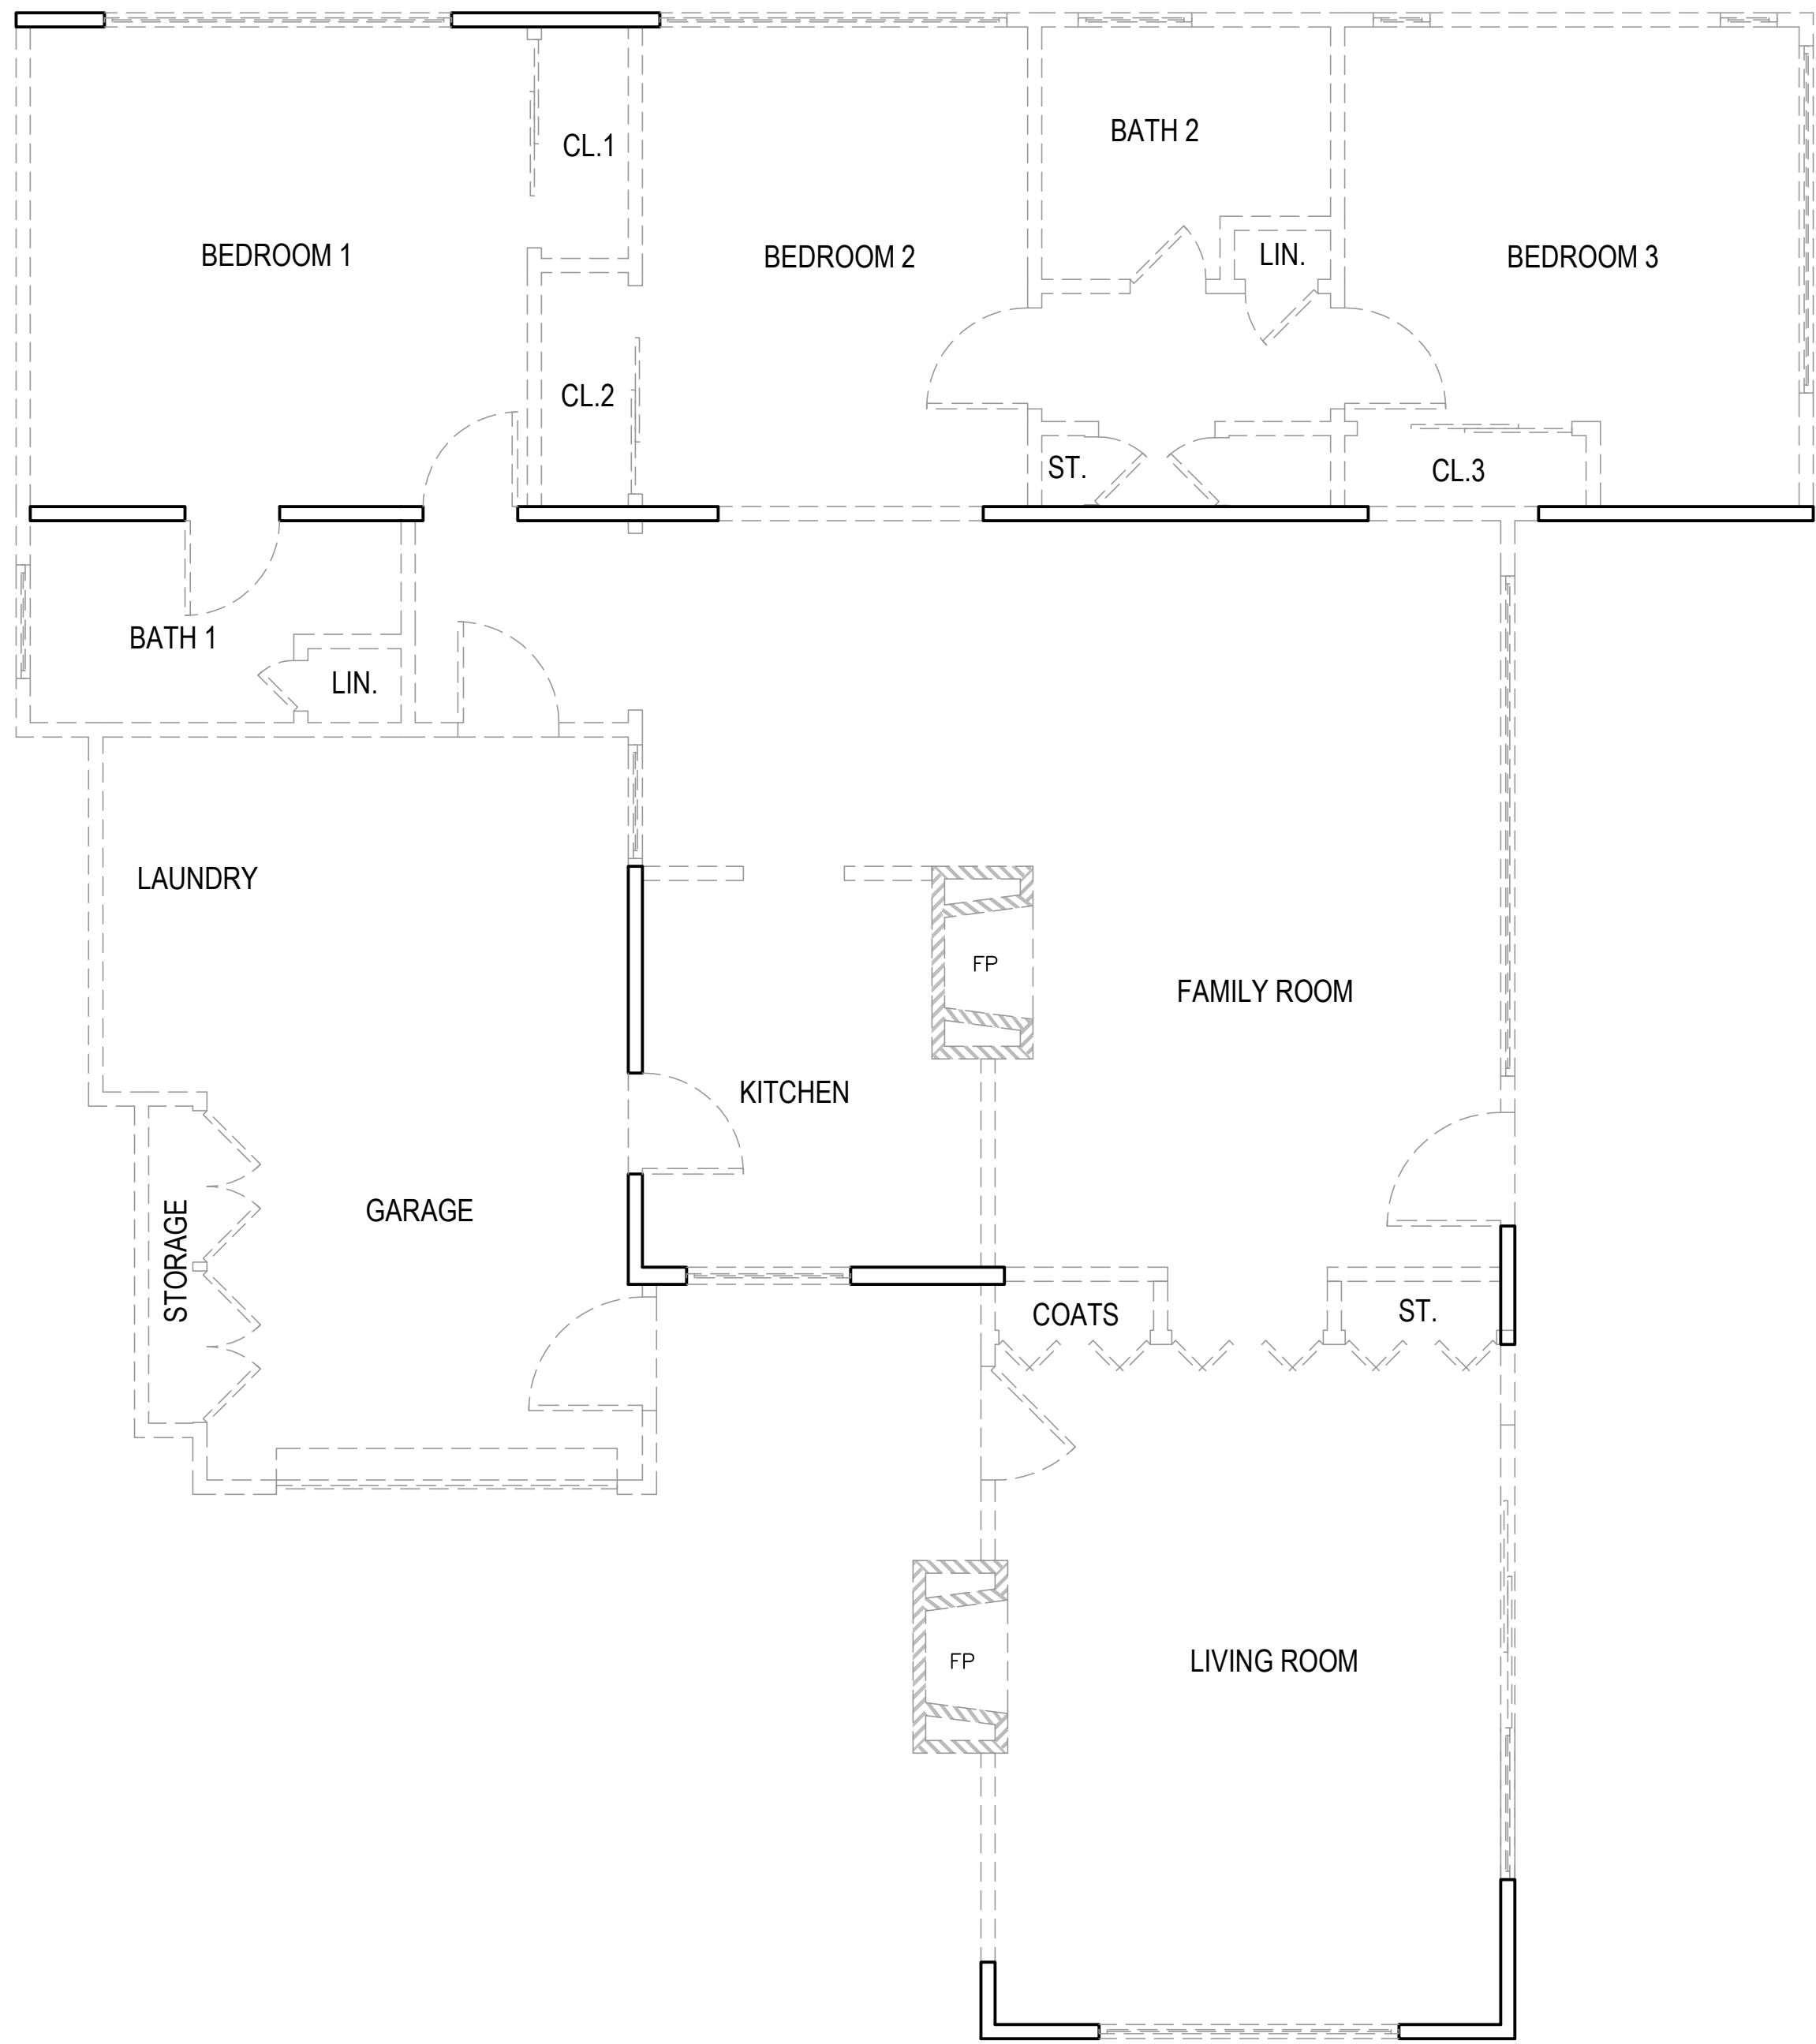 BATH 2
CL.1
BEDROOM 1
BEDROOM 2
LIN.
BEDROOM 3
CL.2
ST.
CL.3
BATH 1
LIN.
LAUNDRY
FP
FAMILY ROOM
KITCHEN
GARAGE
STORAGE
COATS
ST.
FP
LIVING ROOM